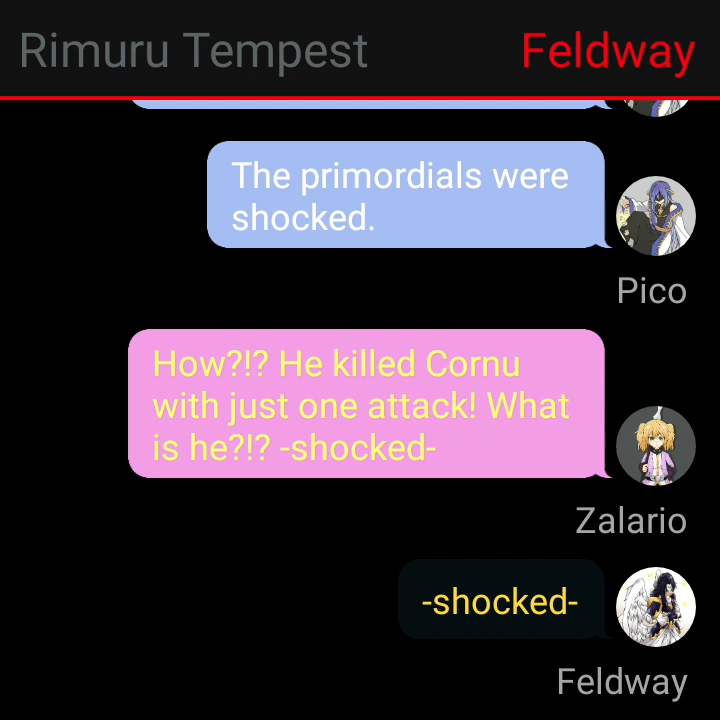 Rimuru Tempest
Feldway
The primordials were
shocked.
Pico
How?!? He killed Cornu
with just one attack! What
is he?!? -shocked-
Zalario
-shocked-
Feldway